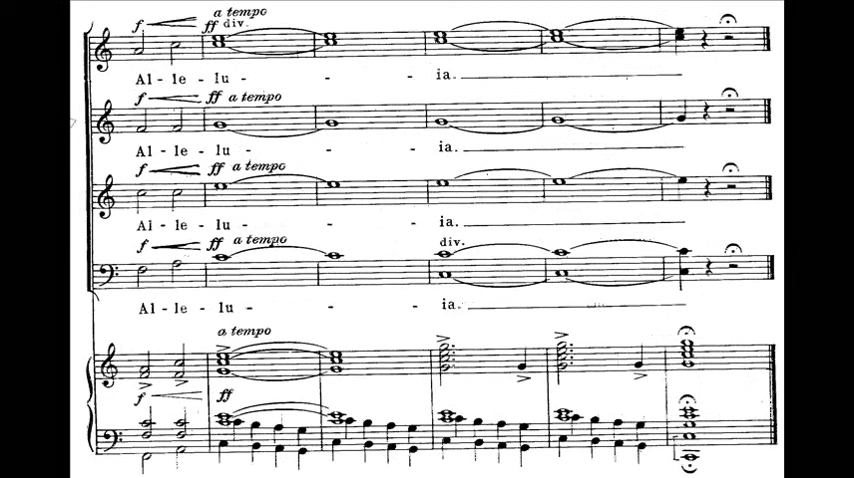 a tempo
f ff div.
Al - le - lu - - ia.
f ff a tempo
Al - le - lu - - ia.
f ff a tempo
Al - le - lu - - ia.
f ff a tempo div.
Al - le - lu - - ia.
a tempo
f ff